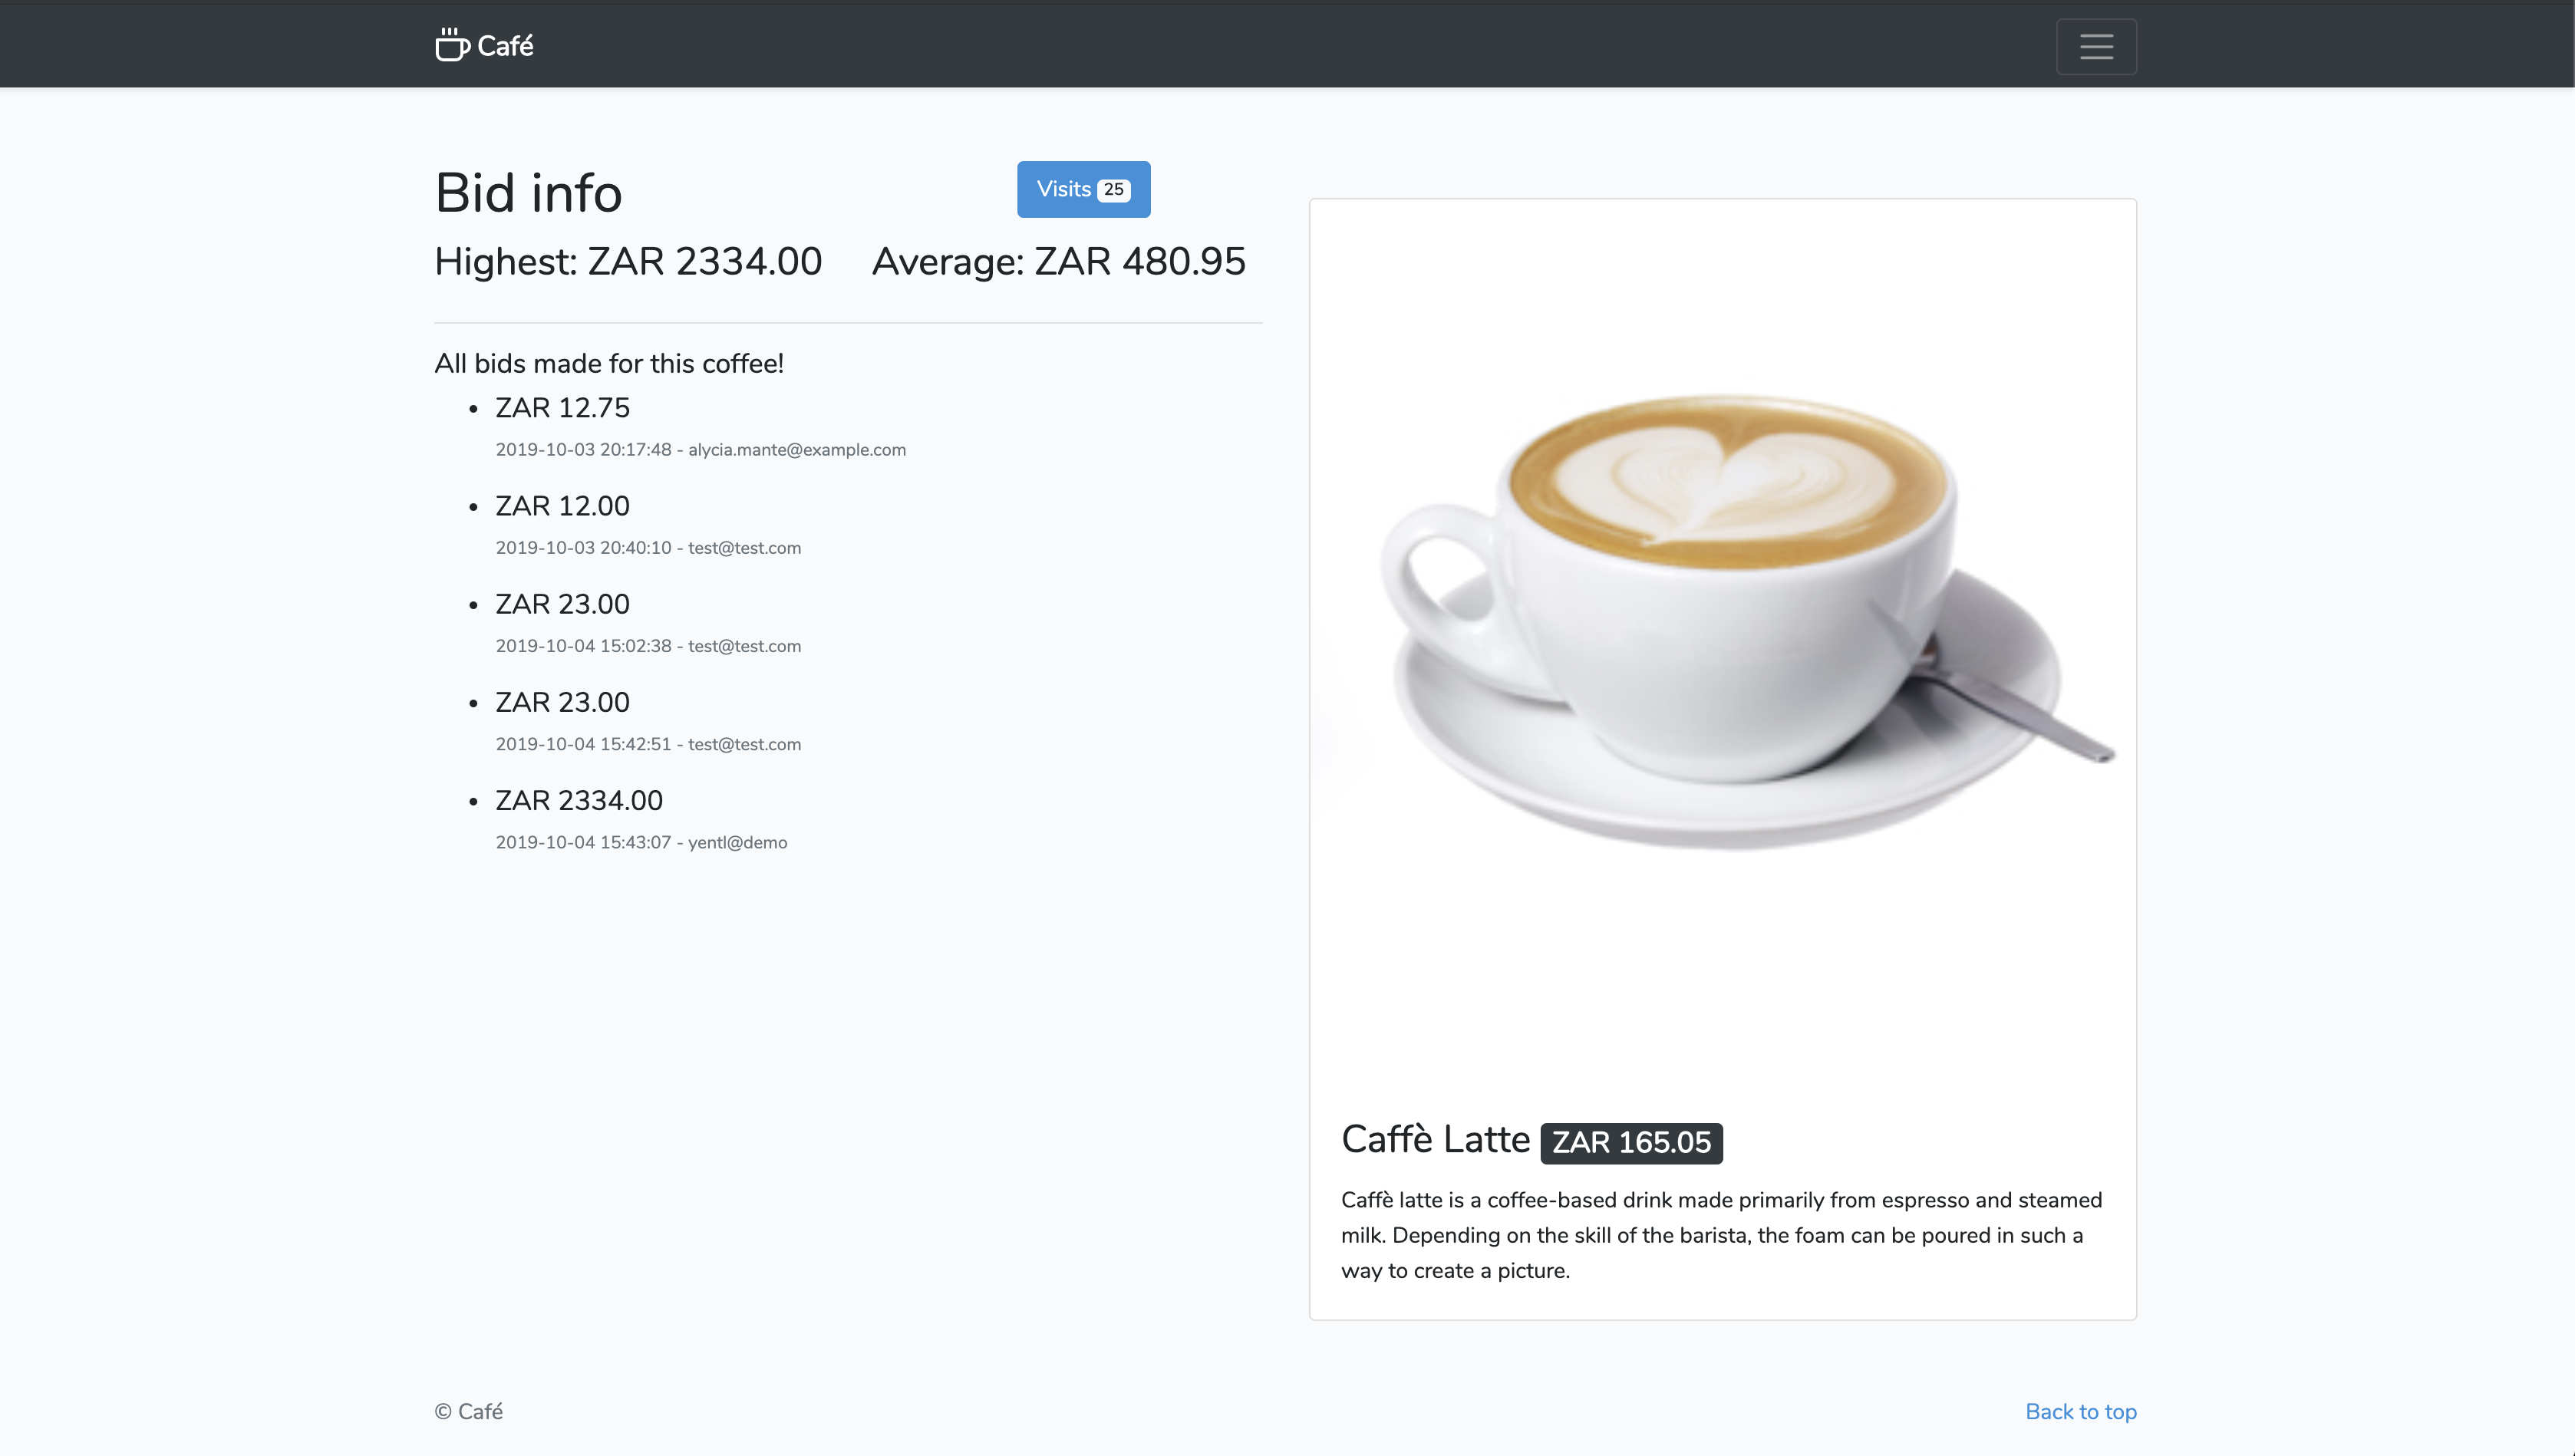 Café
Bid info
Visits 25
Highest: ZAR 2334.00 Average: ZAR 480.95
All bids made for this coffee!
ZAR 12.75
2019-10-03 20:17:48 - alycia.mante@example.com
ZAR 12.00
2019-10-03 20:40:10 - test@test.com
ZAR 23.00
2019-10-04 15:02:38 - test@test.com
ZAR 23.00
2019-10-04 15:42:51 - test@test.com
ZAR 2334.00
2019-10-04 15:43:07 - yentl@demo
Caffè Latte ZAR 165.05
Caffè latte is a coffee-based drink made primarily from espresso and steamed
milk. Depending on the skill of the barista, the foam can be poured in such a
way to create a picture.
© Café
Back to top